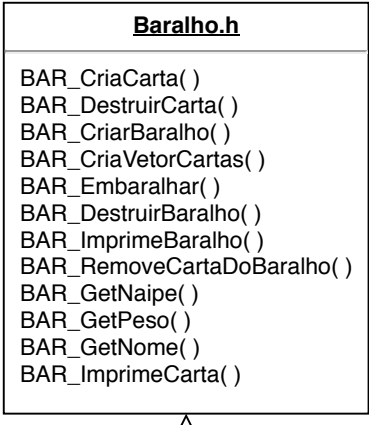 Baralho.h
BAR_CriaCarta( )
BAR_DestruirCarta( )
BAR_CriarBaralho( )
BAR_CriaVetorCartas( )
BAR_Embaralhar( )
BAR_DestruirBaralho( )
BAR_ImprimeBaralho( )
BAR_RemoveCartaDoBaralho( )
BAR_GetNaipe( )
BAR_GetPeso( )
BAR_GetNome( )
BAR_ImprimeCarta( )